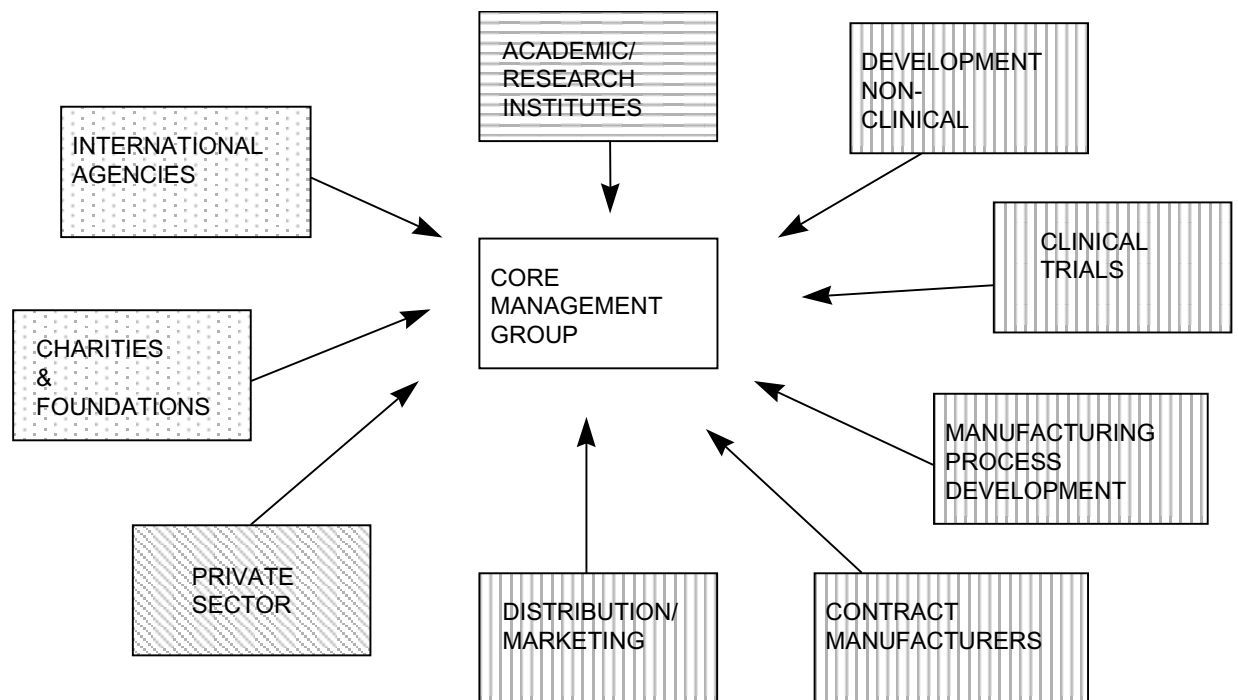 ACADEMIC/
RESEARCH
INSTITUTES
DEVELOPMENT
NON-
CLINICAL
INTERNATIONAL
AGENCIES
CLINICAL
TRIALS
CORE
MANAGEMENT
GROUP
CHARITIES
&
FOUNDATIONS
MANUFACTURING
PROCESS
DEVELOPMENT
PRIVATE
SECTOR
DISTRIBUTION/
MARKETING
CONTRACT
MANUFACTURERS